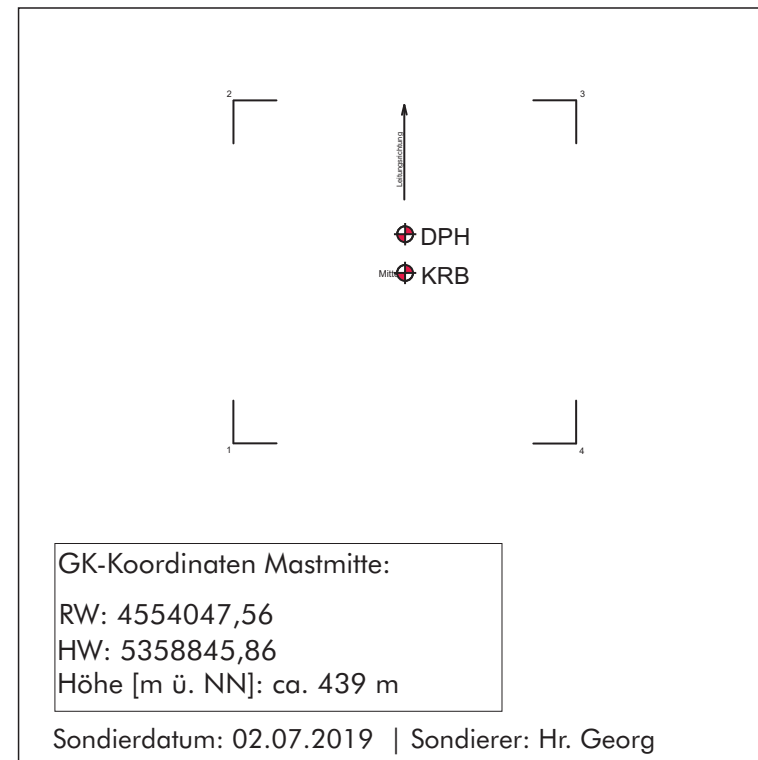 2
3
Leitungsrichtung
DPH
Mitte KRB
1
4
GK-Koordinaten Mastmitte:
RW: 4554047,56
HW: 5358845,86
Höhe [m ü. NN]: ca. 439 m
Sondierdatum: 02.07.2019 | Sondierer: Hr. Georg